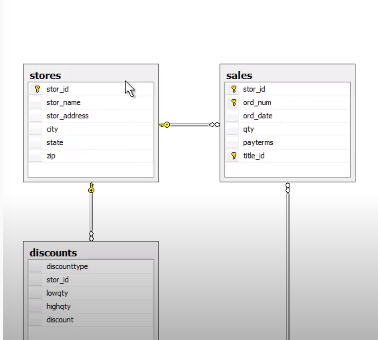 stores
stor_id
stor_name
stor_address
city
state
zip
sales
stor_id
ord_num
ord_date
qty
payterms
title_id
discounts
discounttype
stor_id
lowqty
highqty
discount